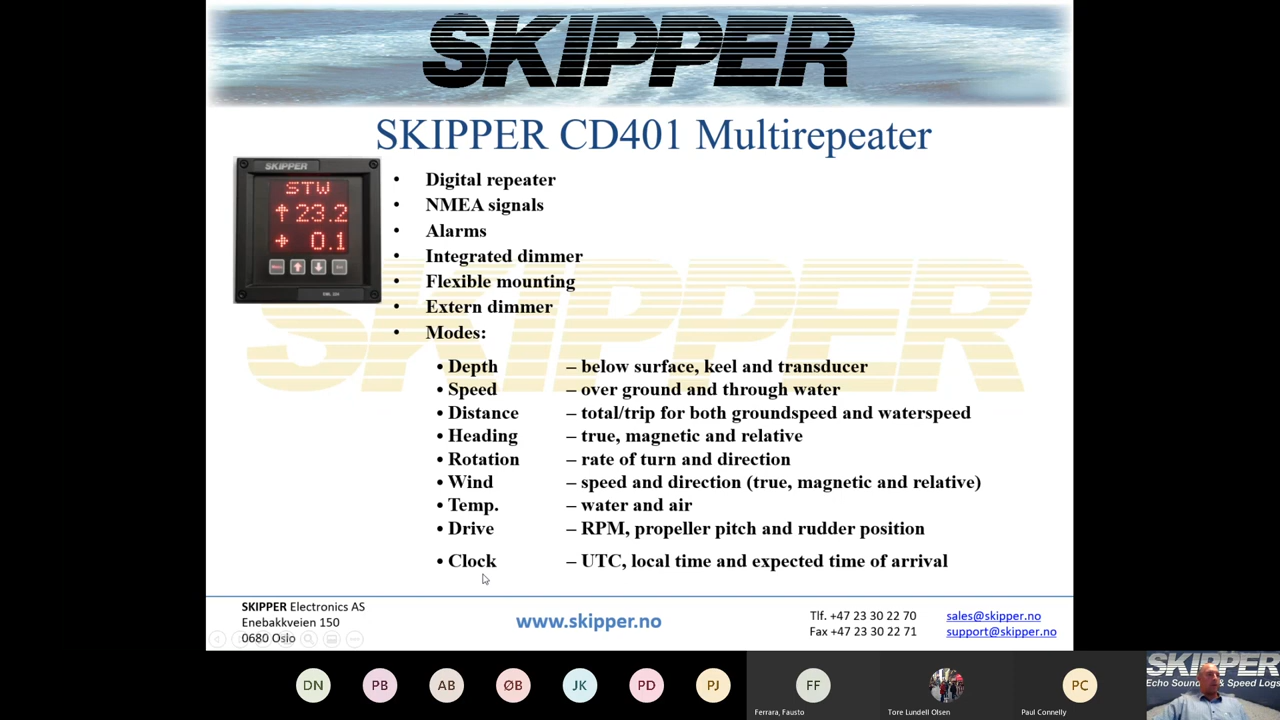 SKIPPER
SKIPPER CD401 Multirepeater
SKIPPER
STW
↑23.2
→ 0.1
Menu
• Digital repeater
• NMEA signals
• Alarms
• Integrated dimmer
• Flexible mounting
• Extern dimmer
• Modes:
SKIPPER
• Depth – below surface, keel and transducer
• Speed – over ground and through water
• Distance – total/trip for both groundspeed and waterspeed
• Heading – true, magnetic and relative
• Rotation – rate of turn and direction
• Wind – speed and direction (true, magnetic and relative)
• Temp. – water and air
• Drive – RPM, propeller pitch and rudder position
• Clock – UTC, local time and expected time of arrival
SKIPPER Electronics AS
Enebakkveien 150
0680 Oslo
www.skipper.no
Tlf. +47 23 30 22 70
Fax +47 23 30 22 71
sales@skipper.no
support@skipper.no
DN PB AB ØB JK PD PJ FF PC
Ferrara, Fausto
Tore Lundell Olsen
Paul Connelly
SKIPPER
Echo Sou & Speed Logs